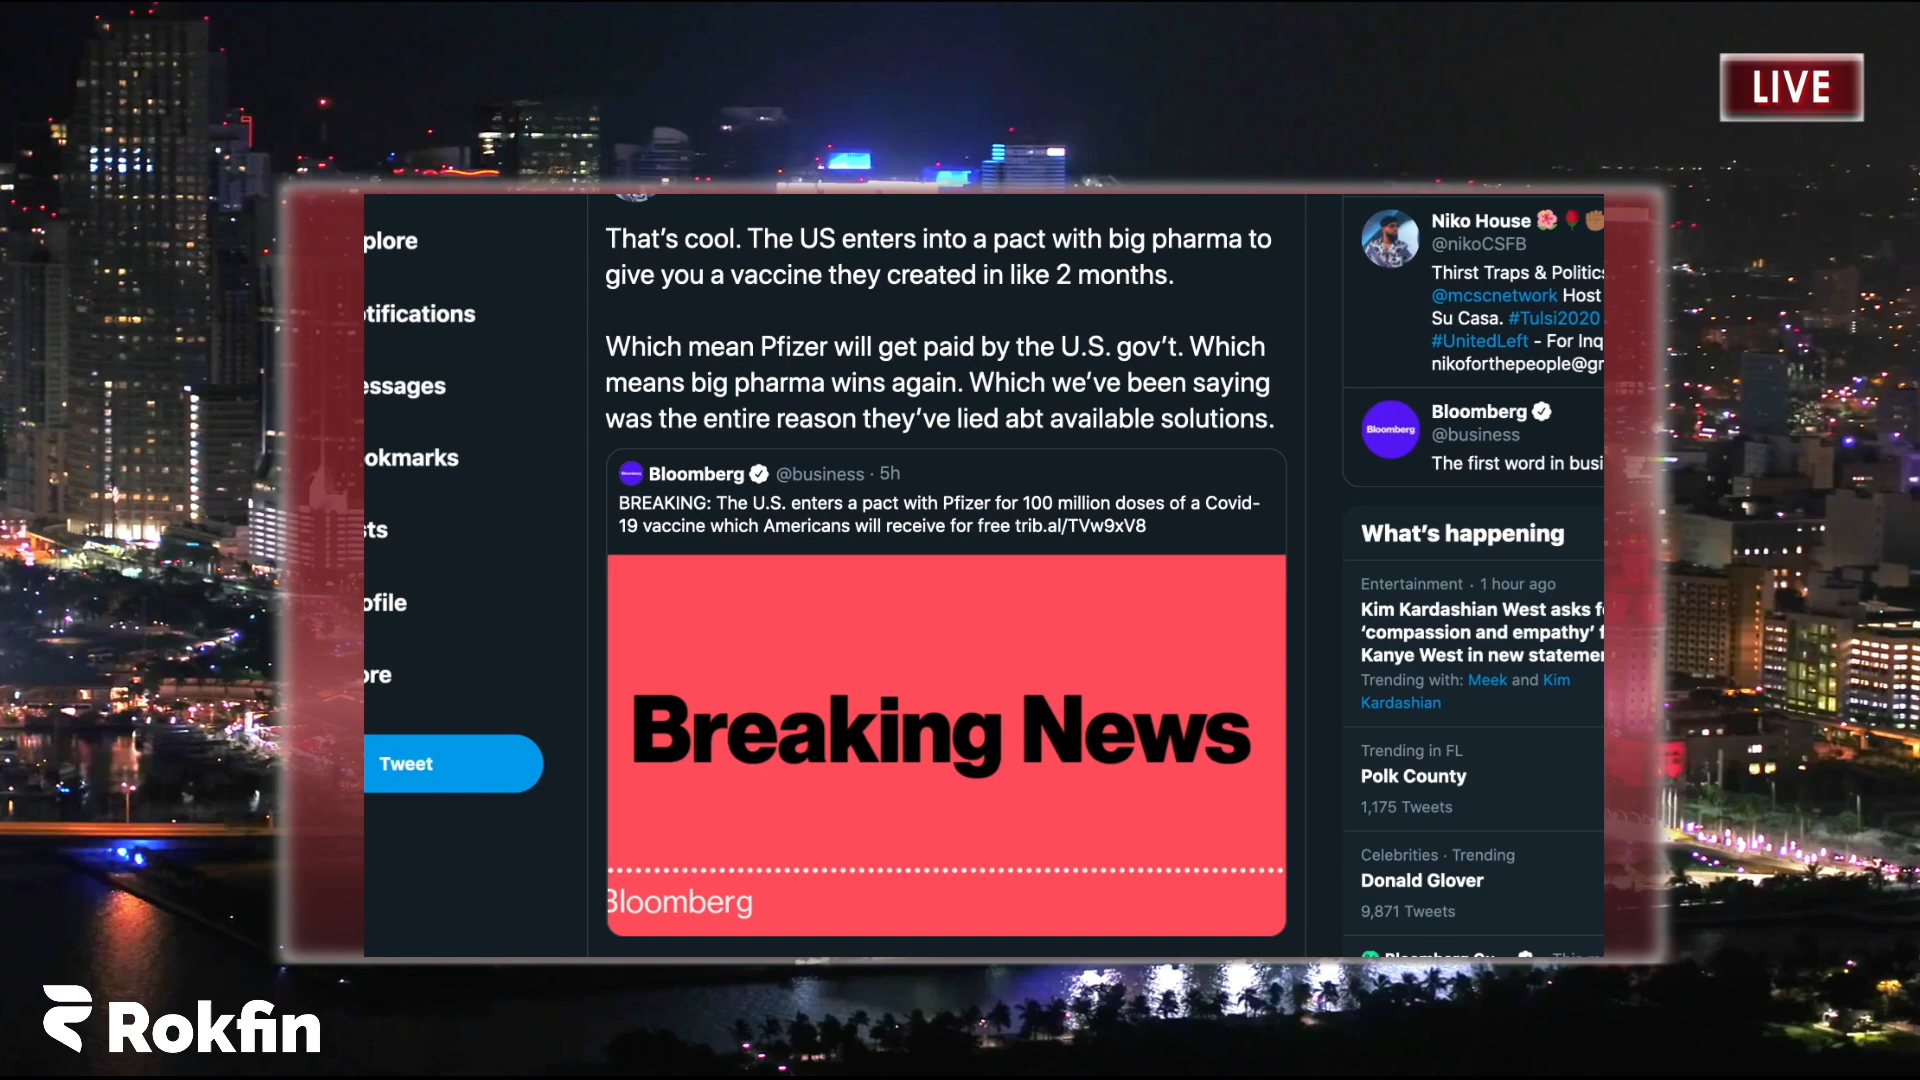 LIVE
plore
tifications
essages
okmarks
sts
ofile
ore
Tweet
That's cool. The US enters into a pact with big pharma to
give you a vaccine they created in like 2 months.
Which mean Pfizer will get paid by the U.S. gov't. Which
means big pharma wins again. Which we've been saying
was the entire reason they've lied abt available solutions.
Bloomberg @business · 5h
BREAKING: The U.S. enters a pact with Pfizer for 100 million doses of a Covid-
19 vaccine which Americans will receive for free trib.al/TVw9xV8
Breaking News
Bloomberg
Niko House
@nikoCSFB
Thirst Traps & Politics
@mcscnetwork Host
Su Casa. #Tulsi2020
#UnitedLeft - For Inq
nikoforthepeople@gm
Bloomberg
Bloomberg
@business
The first word in busi
What's happening
Entertainment · 1 hour ago
Kim Kardashian West asks f
'compassion and empathy' f
Kanye West in new statemen
Trending with: Meek and Kim
Kardashian
Trending in FL
Polk County
1,175 Tweets
Celebrities · Trending
Donald Glover
9,871 Tweets
Rokfin